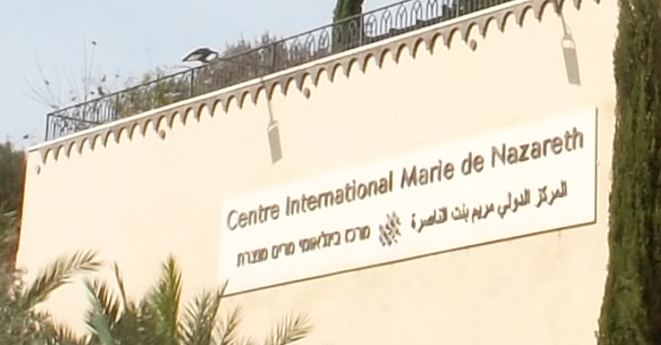 Centre International Marie de Nazareth
מרכז בינלאומי מרים מנצרת المركز الدولي مريم بنت الناصرة